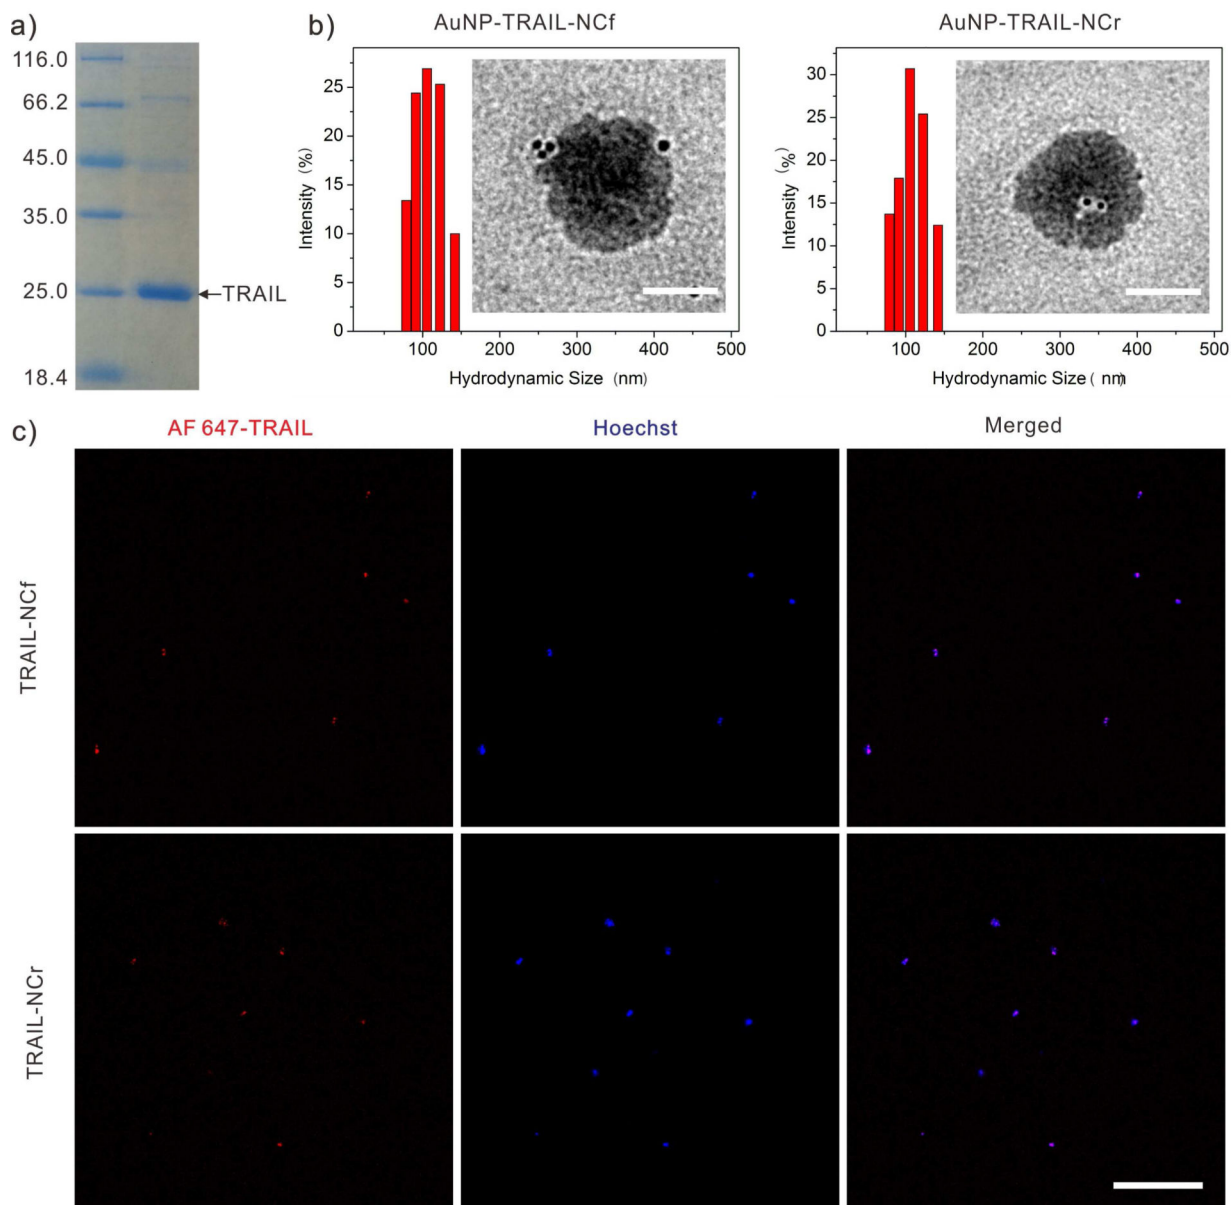 a)
116.0
66.2
45.0
35.0
25.0
18.4
←TRAIL
b)
AuNP-TRAIL-NCf
Intensity (%)
25
20
15
10
5
0
100
200
300
400
500
Hydrodynamic Size (nm)
AuNP-TRAIL-NCr
Intensity (%)
30
25
20
15
10
5
0
100
200
300
400
500
Hydrodynamic Size ( nm)
c)
AF 647-TRAIL
Hoechst
Merged
TRAIL-NCf
TRAIL-NCr